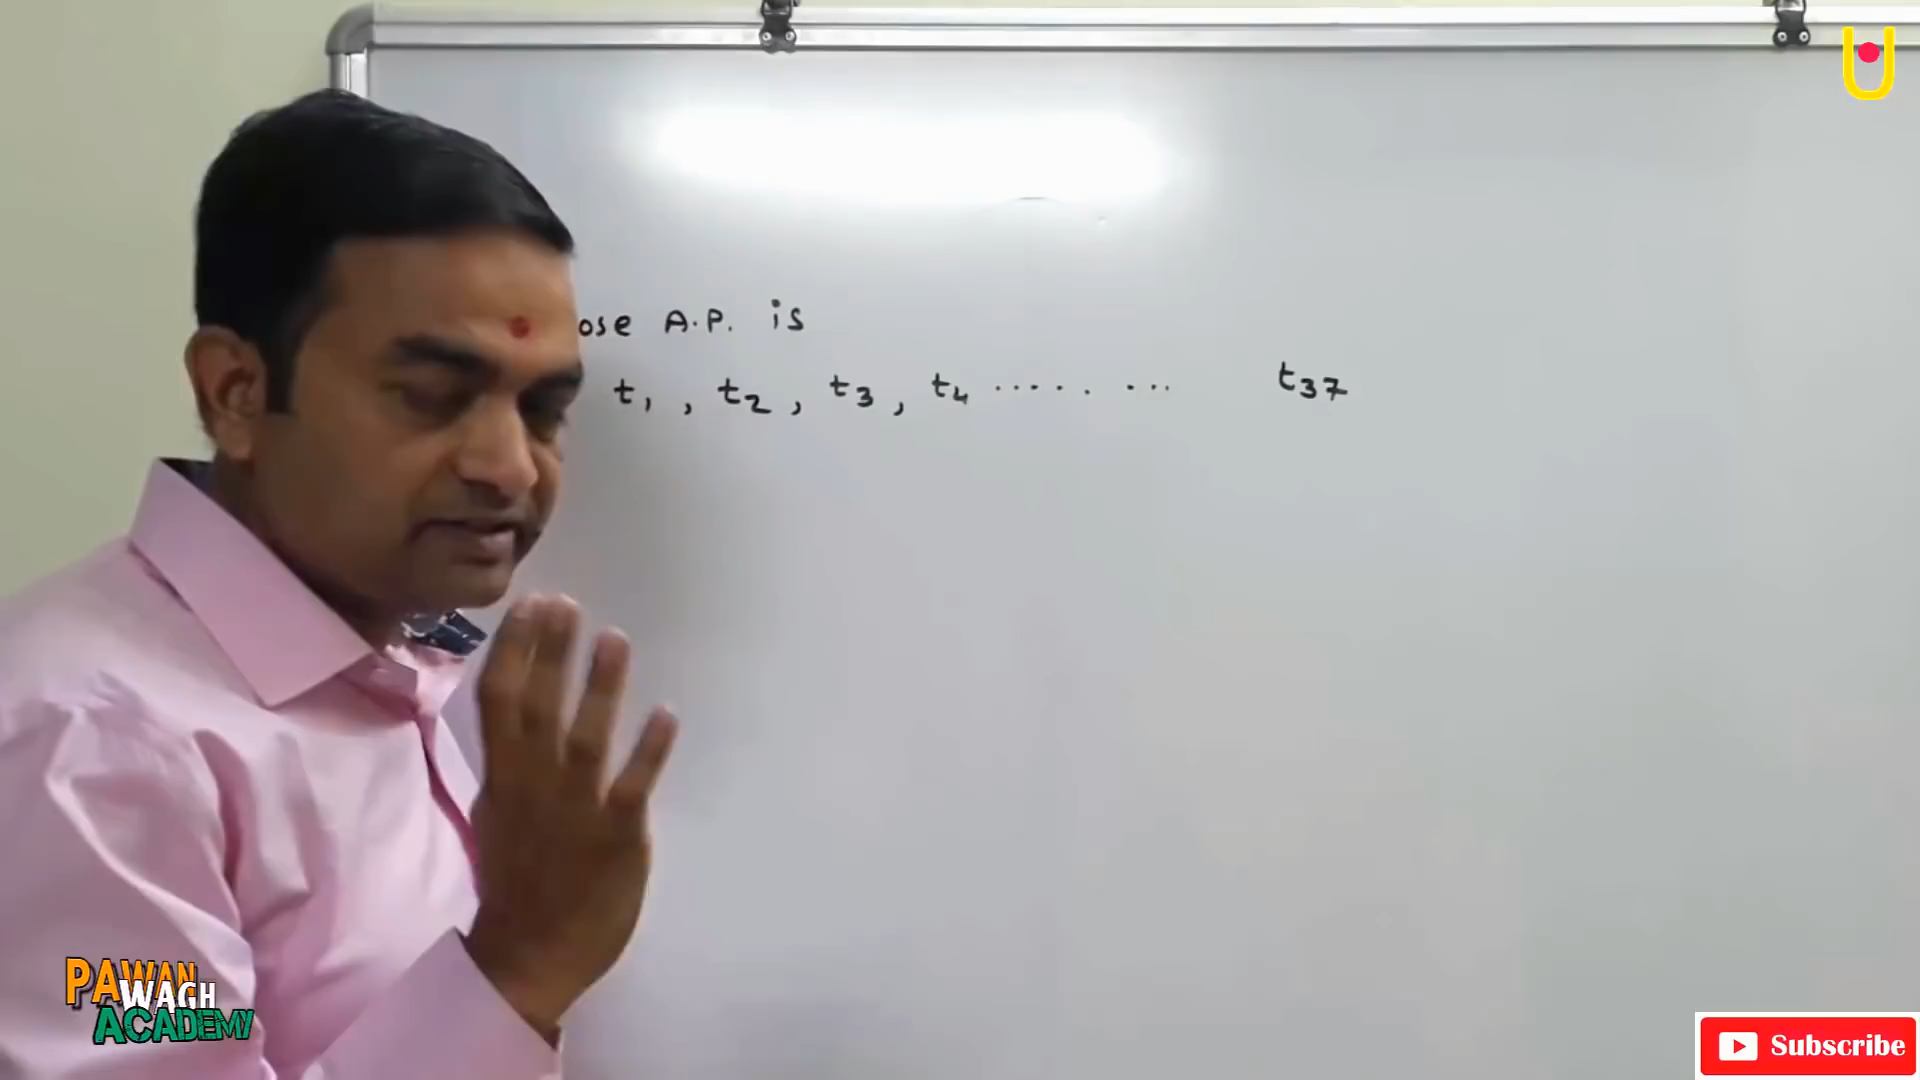 ose A.P. is
t₁ , t₂ , t₃ , t₄ ..... ... t₃₇
PAWAN
WAGH
ACADEMY
Subscribe